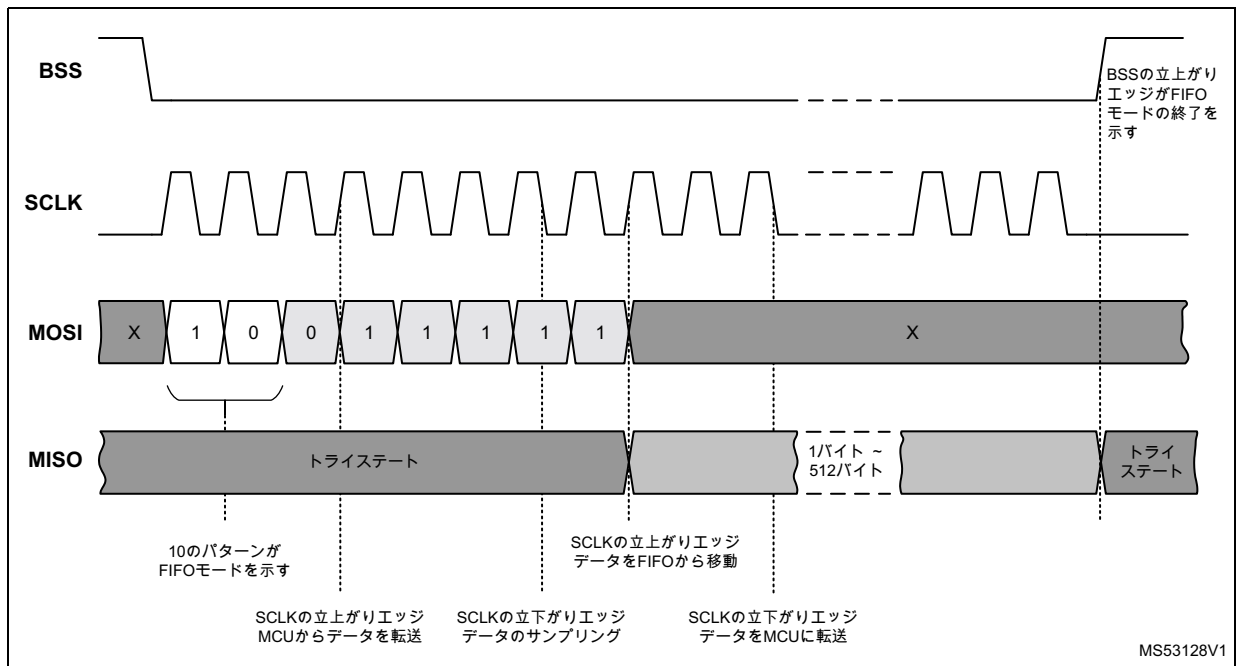 BSS
BSSの立上がり
エッジがFIFO
モードの終了を
示す
SCLK
MOSI
X
1
0
0
1
1
1
1
1
X
MISO
トライステート
1バイト ~
512バイト
トライ
ステート
10のパターンが
FIFOモードを示す
SCLKの立上がりエッジ
データをFIFOから移動
SCLKの立上がりエッジ
MCUからデータを転送
SCLKの立下がりエッジ
データのサンプリング
SCLKの立下がりエッジ
データをMCUに転送
MS53128V1